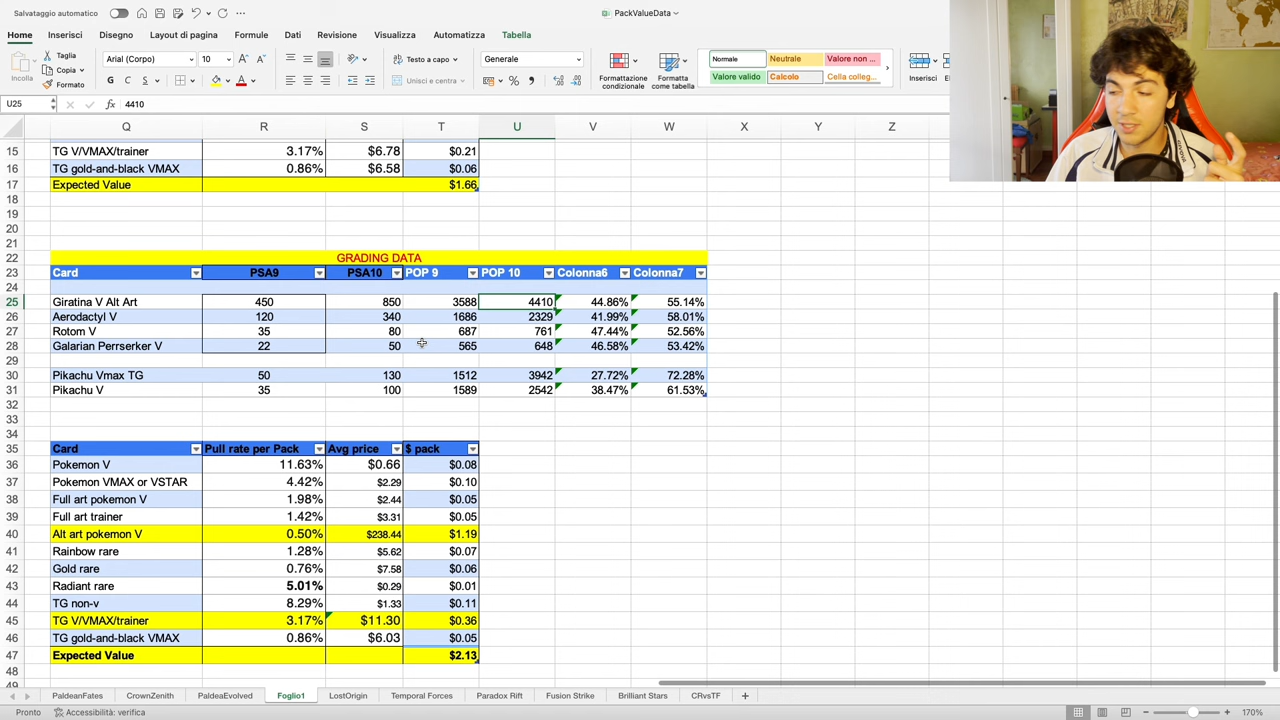 Salvataggio automatico PackValueData
Home Inserisci Disegno Layout di pagina Formule Dati Revisione Visualizza Automatizza Tabella
Incolla Taglia Copia Formato
Arial (Corpo) 10 A A
G C S A
Testo a capo
Unisci e centra
Generale
% 000
Formattazione condizionale
Formatta come tabella
Normale Neutrale Valore non ...
Valore valido Calcolo Cella colleg...
Inserisci
U25 fx 4410
Q R S T U V W X Y Z
15 TG V/VMAX/trainer 3.17% $6.78 $0.21
16 TG gold-and-black VMAX 0.86% $6.58 $0.06
17 Expected Value $1.66
18
19
20
21
22 GRADING DATA
23 Card PSA9 PSA10 POP 9 POP 10 Colonna6 Colonna7
24
25 Giratina V Alt Art 450 850 3588 4410 44.86% 55.14%
26 Aerodactyl V 120 340 1686 2329 41.99% 58.01%
27 Rotom V 35 80 687 761 47.44% 52.56%
28 Galarian Perrserker V 22 50 565 648 46.58% 53.42%
29
30 Pikachu Vmax TG 50 130 1512 3942 27.72% 72.28%
31 Pikachu V 35 100 1589 2542 38.47% 61.53%
32
33
34
35 Card Pull rate per Pack Avg price $ pack
36 Pokemon V 11.63% $0.66 $0.08
37 Pokemon VMAX or VSTAR 4.42% $2.29 $0.10
38 Full art pokemon V 1.98% $2.44 $0.05
39 Full art trainer 1.42% $3.31 $0.05
40 Alt art pokemon V 0.50% $238.44 $1.19
41 Rainbow rare 1.28% $5.62 $0.07
42 Gold rare 0.76% $7.58 $0.06
43 Radiant rare 5.01% $0.29 $0.01
44 TG non-v 8.29% $1.33 $0.11
45 TG V/VMAX/trainer 3.17% $11.30 $0.36
46 TG gold-and-black VMAX 0.86% $6.03 $0.05
47 Expected Value $2.13
48
49
PaldeanFates CrownZenith PaldeaEvolved Foglio1 LostOrigin Temporal Forces Paradox Rift Fusion Strike Brilliant Stars CRvsTF +
Pronto Accessibilità: verifica 170%